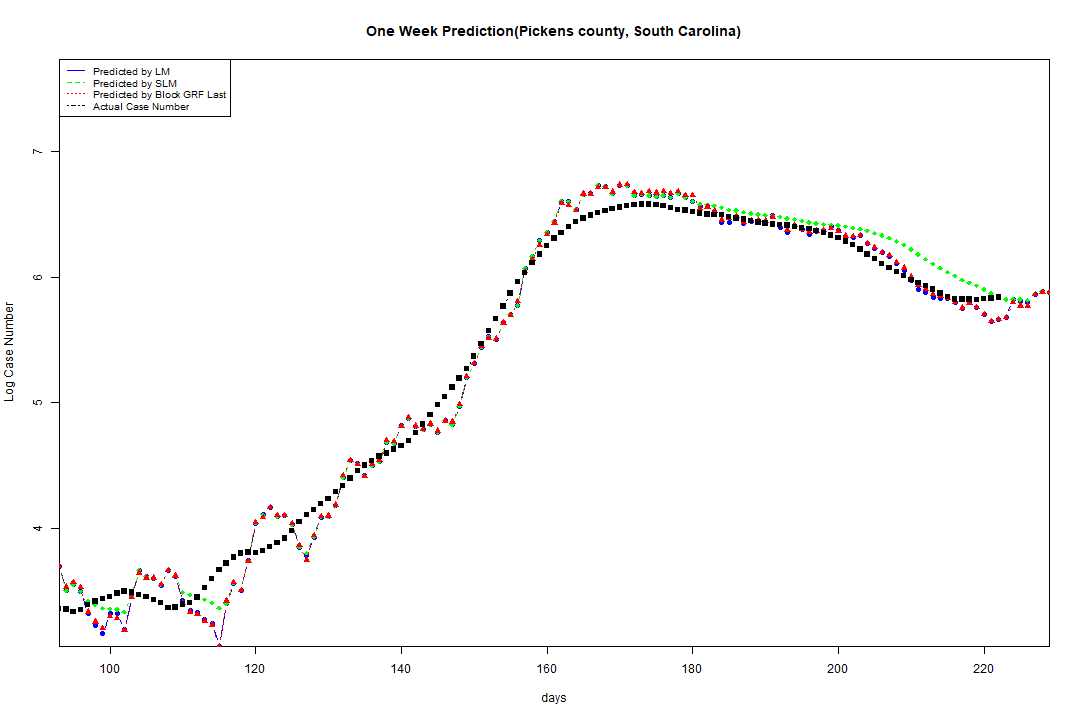 One Week Prediction(Pickens county, South Carolina)
Predicted by LM
Predicted by SLM
Predicted by Block GRF Last
Actual Case Number
7
6
5
4
Log Case Number
100 120 140 160 180 200 220
days